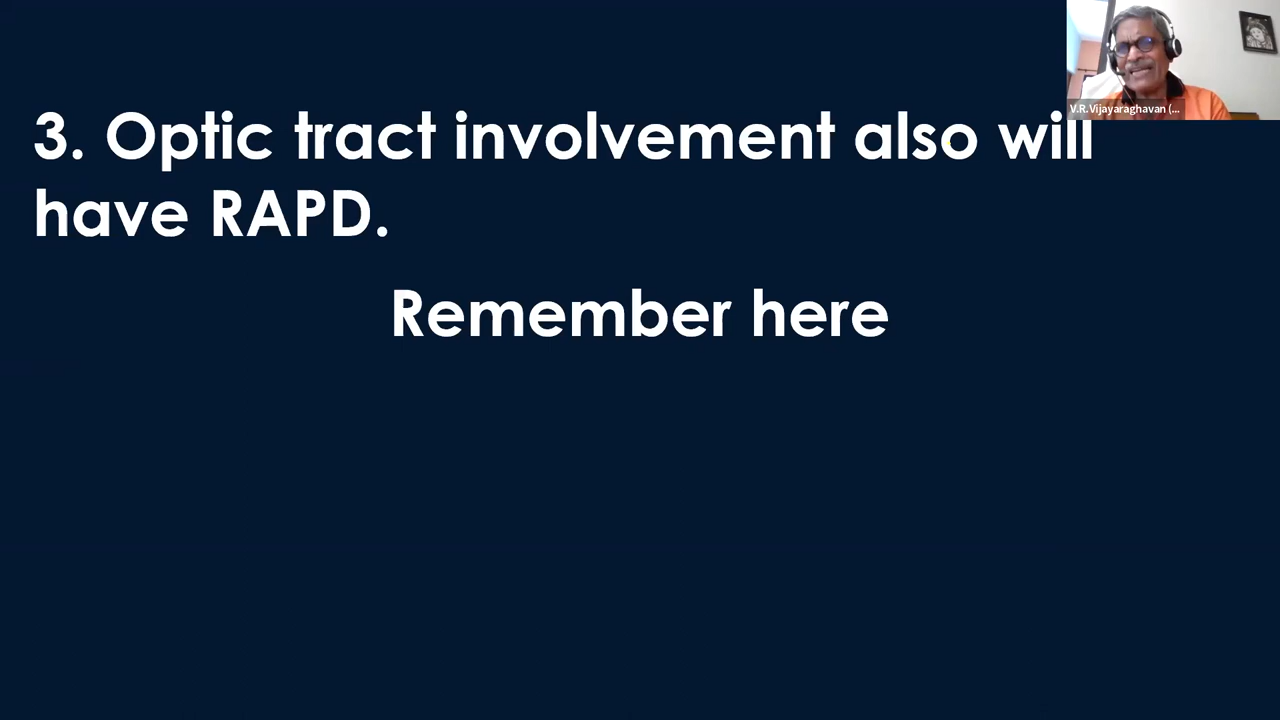 V.R.Vijayaraghavan (...
3. Optic tract involvement also will
have RAPD.
Remember here